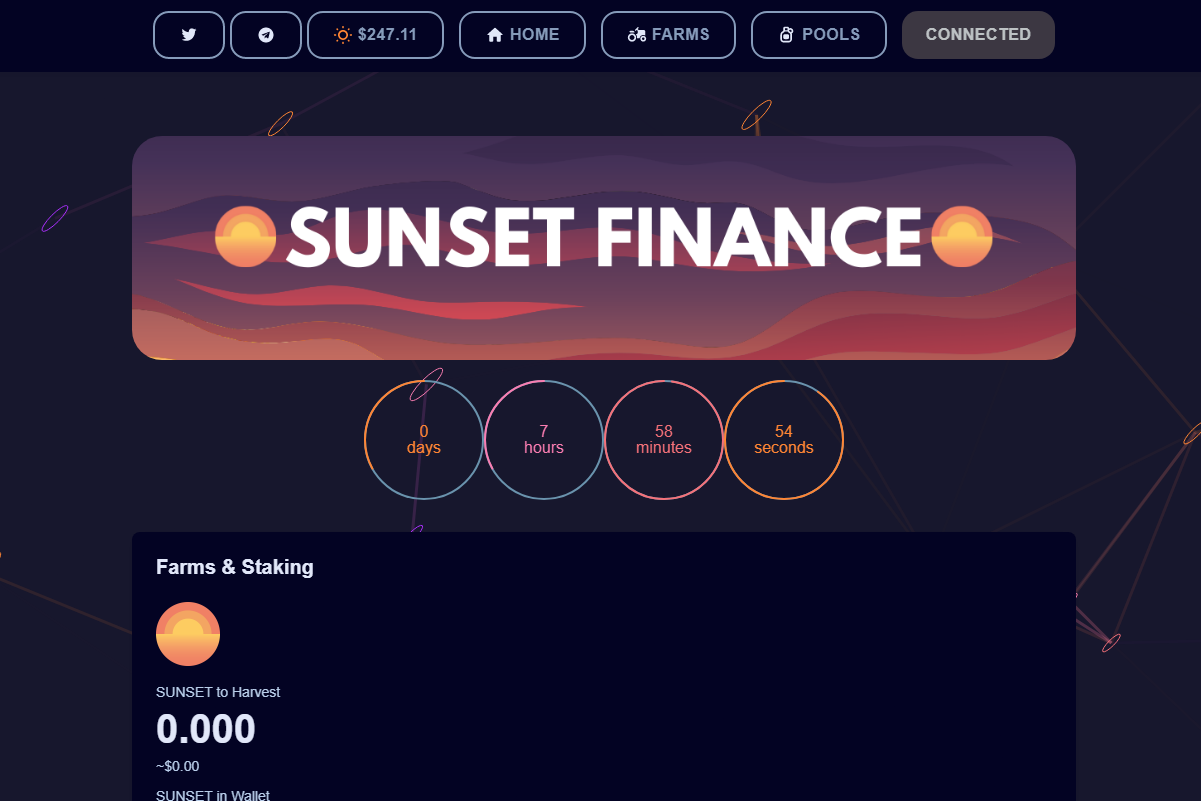 $247.11 HOME FARMS POOLS CONNECTED
SUNSET FINANCE
0 7 58 54
days hours minutes seconds
Farms & Staking
SUNSET to Harvest
0.000
~$0.00
SUNSET in Wallet